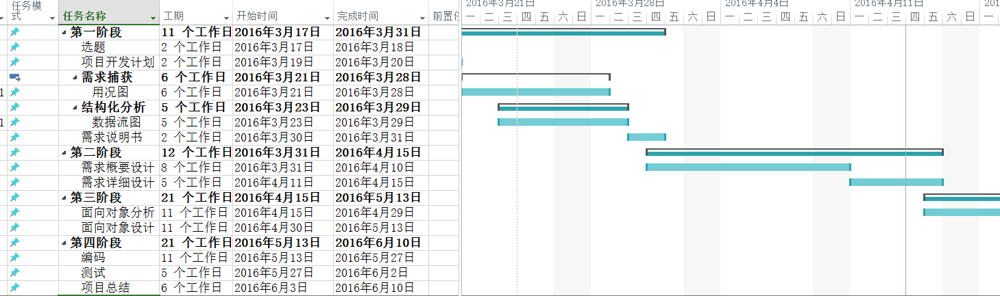 任务模式 任务名称 工期 开始时间 完成时间 前置任
2016年3月21日 2016年3月28日 2016年4月4日 2016年4月11日 201
一 二 三 四 五 六 日 一 二 三 四 五 六 日 一 二 三 四 五 六 日 一 二 三 四 五 六 日 一
第一阶段 11 个工作日 2016年3月17日 2016年3月31日
选题 2 个工作日 2016年3月17日 2016年3月18日
项目开发计划 2 个工作日 2016年3月19日 2016年3月20日
需求捕获 6 个工作日 2016年3月21日 2016年3月28日
1 用况图 6 个工作日 2016年3月21日 2016年3月28日
结构化分析 5 个工作日 2016年3月23日 2016年3月29日
1 数据流图 5 个工作日 2016年3月23日 2016年3月29日
需求说明书 2 个工作日 2016年3月30日 2016年3月31日
第二阶段 12 个工作日 2016年3月31日 2016年4月15日
需求概要设计 8 个工作日 2016年3月31日 2016年4月10日
需求详细设计 5 个工作日 2016年4月11日 2016年4月15日
第三阶段 21 个工作日 2016年4月15日 2016年5月13日
面向对象分析 11 个工作日 2016年4月15日 2016年4月29日
面向对象设计 11 个工作日 2016年4月30日 2016年5月13日
第四阶段 21 个工作日 2016年5月13日 2016年6月10日
编码 11 个工作日 2016年5月13日 2016年5月27日
测试 5 个工作日 2016年5月27日 2016年6月2日
项目总结 6 个工作日 2016年6月3日 2016年6月10日